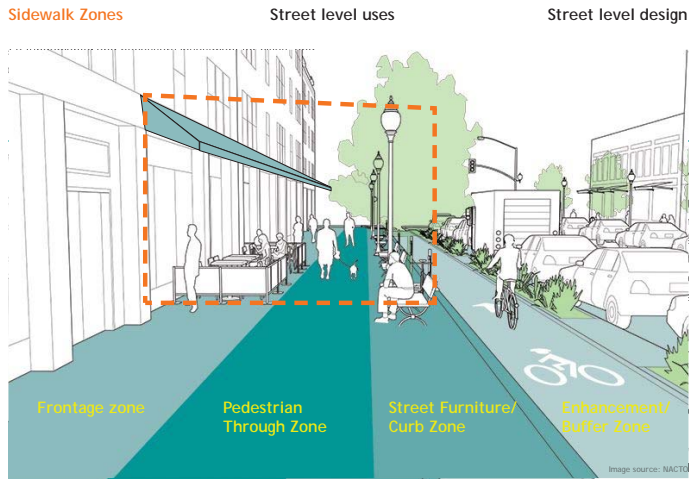 Sidewalk Zones
Street level uses
Street level design
Frontage zone
Pedestrian
Through Zone
Street Furniture/
Curb Zone
Enhancement/
Buffer Zone
Image source: NACTO